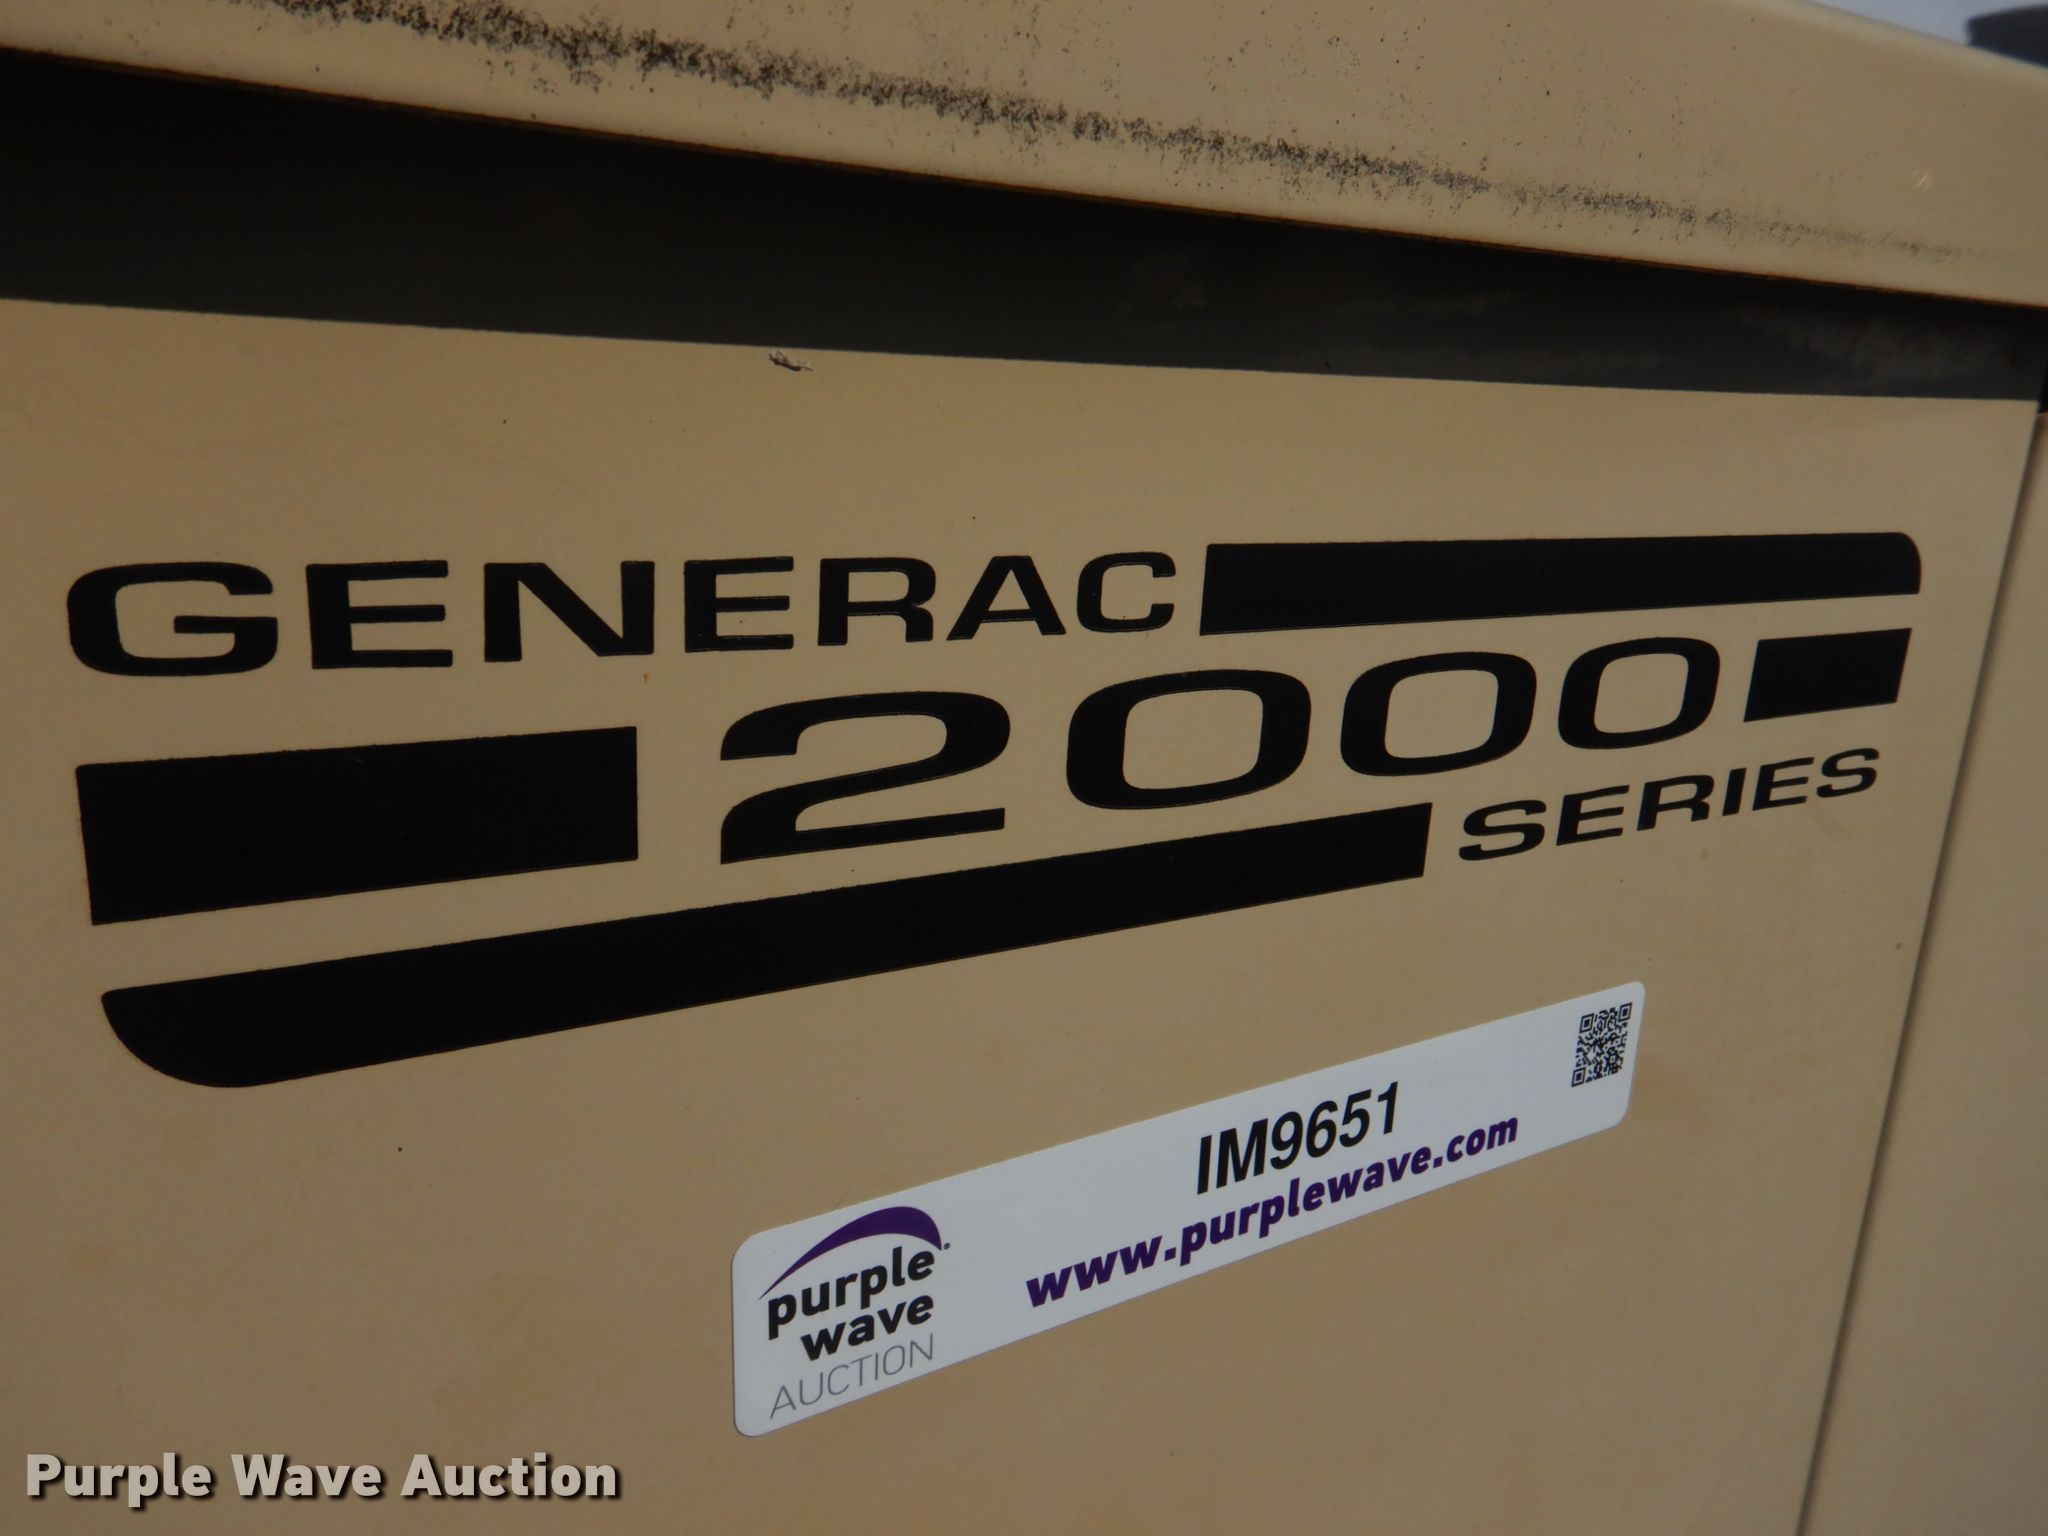 GENERAC
2000
SERIES
IM9651
www.purplewave.com
purple
wave
AUCTION
Purple Wave Auction